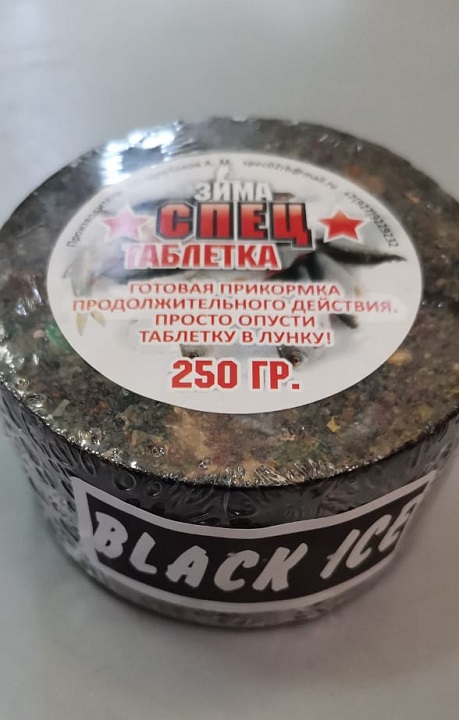 ЗИМА
СПЕЦ
ТАБЛЕТКА
ГОТОВАЯ ПРИКОРМКА
ПРОДОЛЖИТЕЛЬНОГО ДЕЙСТВИЯ.
ПРОСТО ОПУСТИ
ТАБЛЕТКУ В ЛУНКУ!
250 ГР.
BLACK ICE